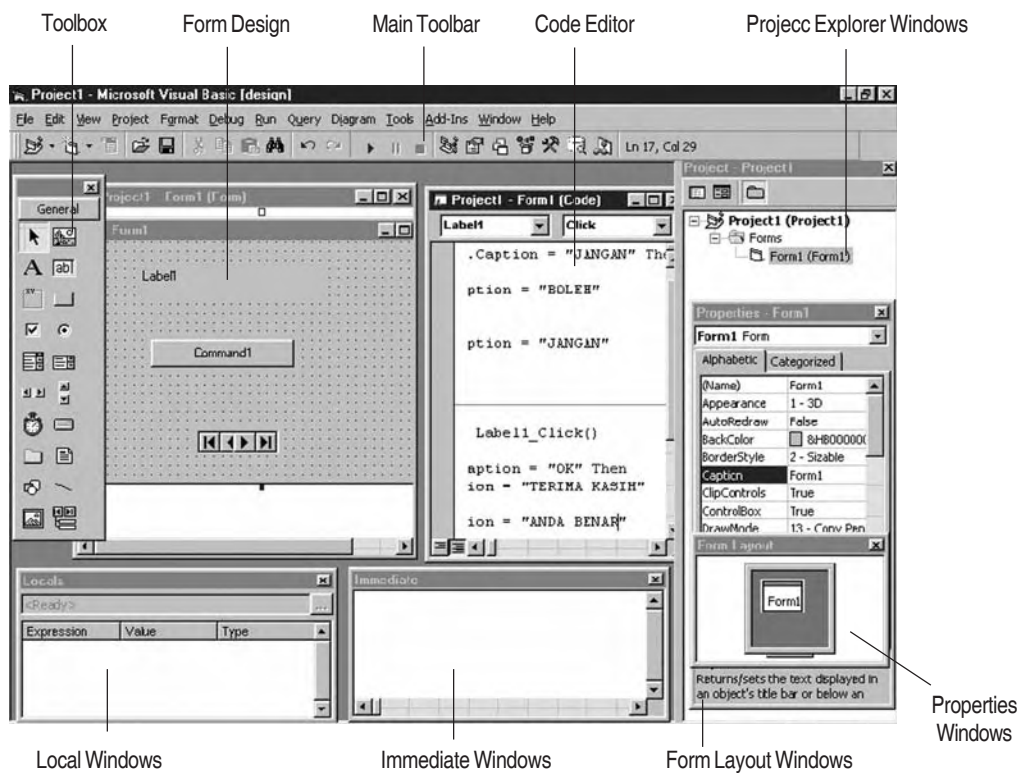 Toolbox
Form Design
Main Toolbar
Code Editor
Projecc Explorer Windows
Project1 - Microsoft Visual Basic [design]
File Edit View Project Format Debug Run Query Diagram Tools Add-Ins Window Help
Ln 17, Col 29
General
Project1 - Form1 (Form)
Form1
Label1
Command1
Project1 - Form1 (Code)
Label1 Click
.Caption = "JANGAN" The
ption = "BOLEH"
ption = "JANGAN"
Label1_Click()
aption = "OK" Then
ion = "TERIMA KASIH"
ion = "ANDA BENAR"
Project - Project1
Project1 (Project1)
Forms
Form1 (Form1)
Properties - Form1
Form1 Form
Alphabetic Categorized
(Name) Form1
Appearance 1 - 3D
AutoRedraw False
BackColor &H800000
BorderStyle 2 - Sizable
Caption Form1
ClipControls True
ControlBox True
DrawMode 13 - Copy Pen
Form Layout
Form1
Returns/sets the text displayed in
an object's title bar or below an
Locals
<Ready>
...
Expression Value Type
Immediate
Properties
Windows
Local Windows
Immediate Windows
Form Layout Windows